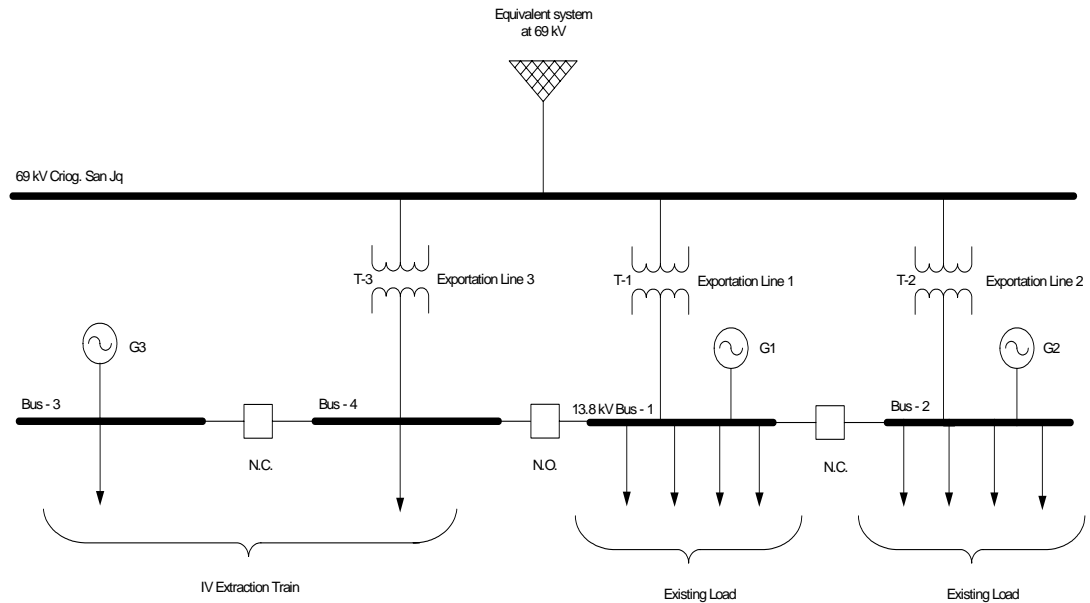 Equivalent system
at 69 kV
69 kV Criog. San Jq
T-3
Exportation Line 3
T-1
Exportation Line 1
T-2
Exportation Line 2
G3
G1
G2
Bus - 3
Bus - 4
13.8 kV Bus - 1
Bus - 2
N.C.
N.O.
N.C.
IV Extraction Train
Existing Load
Existing Load